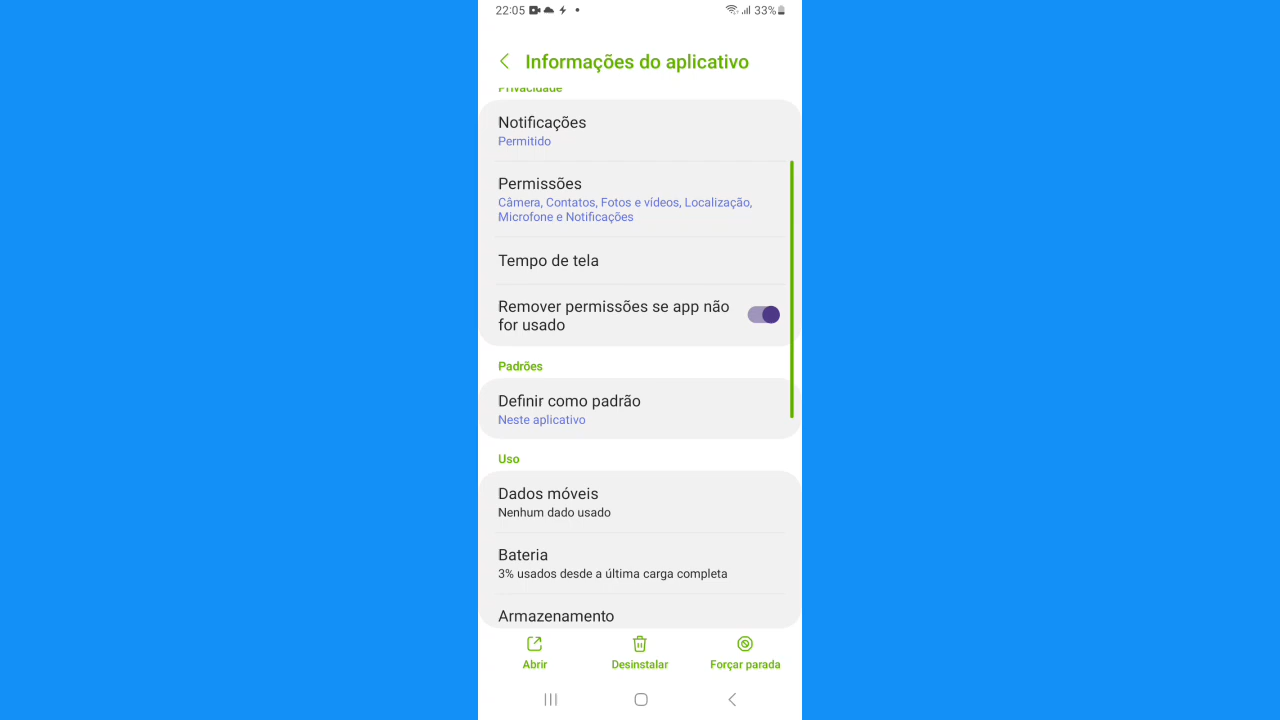 22:05
33%
Informações do aplicativo
Privacidade
Notificações
Permitido
Permissões
Câmera, Contatos, Fotos e vídeos, Localização,
Microfone e Notificações
Tempo de tela
Remover permissões se app não
for usado
Padrões
Definir como padrão
Neste aplicativo
Uso
Dados móveis
Nenhum dado usado
Bateria
3% usados desde a última carga completa
Armazenamento
Abrir
Desinstalar
Forçar parada